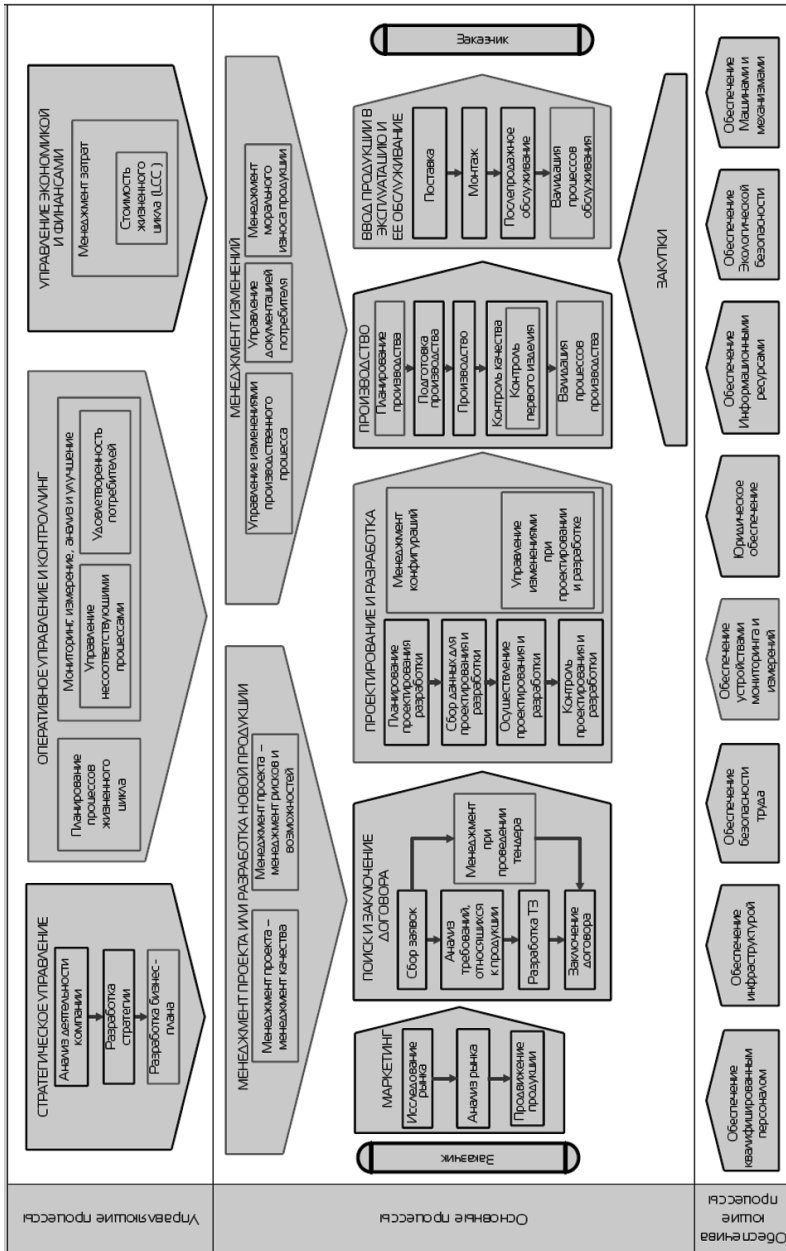 Управляющие процессы
СТРАТЕГИЧЕСКОЕ УПРАВЛЕНИЕ
Анализ деятельности
компании
Разработка
стратегии
Разработка бизнес-
плана
ОПЕРАТИВНОЕ УПРАВЛЕНИЕ И КОНТРОЛЛИНГ
Планирование
процессов
жизненного
цикла
Мониторинг, измерение, анализ и улучшение
Управление
несоответствующими
процессами
Удовлетворенность
потребителей
УПРАВЛЕНИЕ ЭКОНОМИКОЙ
И ФИНАНСАМИ
Менеджмент затрат
Стоимость
жизненного
цикла (LCC )
Основные процессы
МЕНЕДЖМЕНТ ПРОЕКТА ИЛИ РАЗРАБОТКА НОВОЙ ПРОДУКЦИИ
Менеджмент проекта –
менеджмент качества
Менеджмент проекта –
менеджмент рисков и
возможностей
МЕНЕДЖМЕНТ ИЗМЕНЕНИЙ
Управление изменениями
производственного
процесса
Управление
документацией
потребителя
Менеджмент
морального
износа продукции
Заказчик
МАРКЕТИНГ
Исследование
рынка
Анализ рынка
Продвижение
продукции
ПОИСК И ЗАКЛЮЧЕНИЕ
ДОГОВОРА
Сбор заявок
Анализ
требований,
относящихся
к продукции
Разработка ТЗ
Заключение
договора
Менеджмент
при
проведении
тендера
ПРОЕКТИРОВАНИЕ И РАЗРАБОТКА
Планирование
проектирования и
разработки
Сбор данных для
проектирования и
разработки
Осуществление
проектирования и
разработки
Контроль
проектирования и
разработки
Менеджмент
конфигураций
Управление
изменениями
при
проектировании
и разработке
ПРОИЗВОДСТВО
Планирование
производства
Подготовка
производства
Производство
Контроль качества
Контроль
первого изделия
Валидация
процессов
производства
ВВОД ПРОДУКЦИИ В
ЭКСПЛУАТАЦИЮ И
ЕЕ ОБСЛУЖИВАНИЕ
Поставка
Монтаж
Послепродажное
обслуживание
Валидация
процессов
обслуживания
Заказчик
ЗАКУПКИ
Обеспечива
ющие
процессы
Обеспечение
квалифицированным
персоналом
Обеспечение
инфраструктурой
Обеспечение
безопасности
труда
Обеспечение
устройствами
мониторинга и
измерений
Юридическое
обеспечение
Обеспечение
Информационными
ресурсами
Обеспечение
Экологической
безопасности
Обеспечение
Машинами и
механизмами